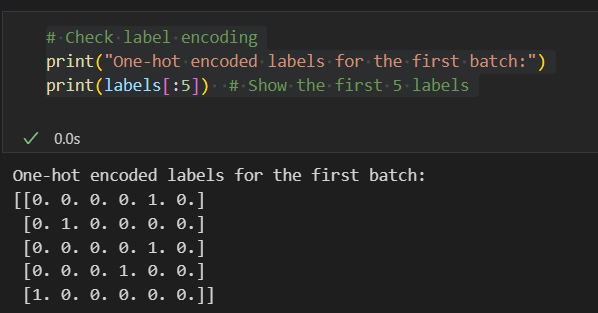 # Check label encoding
print("One-hot encoded labels for the first batch:")
print(labels[:5])  # Show the first 5 labels
0.0s
One-hot encoded labels for the first batch:
[[0. 0. 0. 0. 1. 0.]
 [0. 1. 0. 0. 0. 0.]
 [0. 0. 0. 0. 1. 0.]
 [0. 0. 0. 1. 0. 0.]
 [1. 0. 0. 0. 0. 0.]]